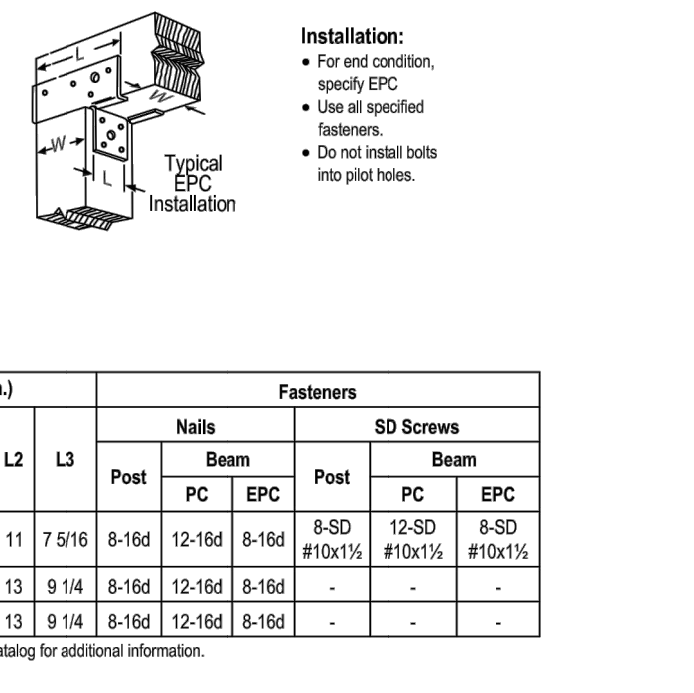 L
W
W
L
Typical
EPC
Installation
Installation:
● For end condition,
specify EPC
● Use all specified
fasteners.
● Do not install bolts
into pilot holes.
.) Fasteners
L2 L3 Nails SD Screws
Post Beam Post Beam
PC EPC PC EPC
11 7 5/16 8-16d 12-16d 8-16d 8-SD #10x1½ 12-SD #10x1½ 8-SD #10x1½
13 9 1/4 8-16d 12-16d 8-16d - - -
13 9 1/4 8-16d 12-16d 8-16d - - -
atalog for additional information.